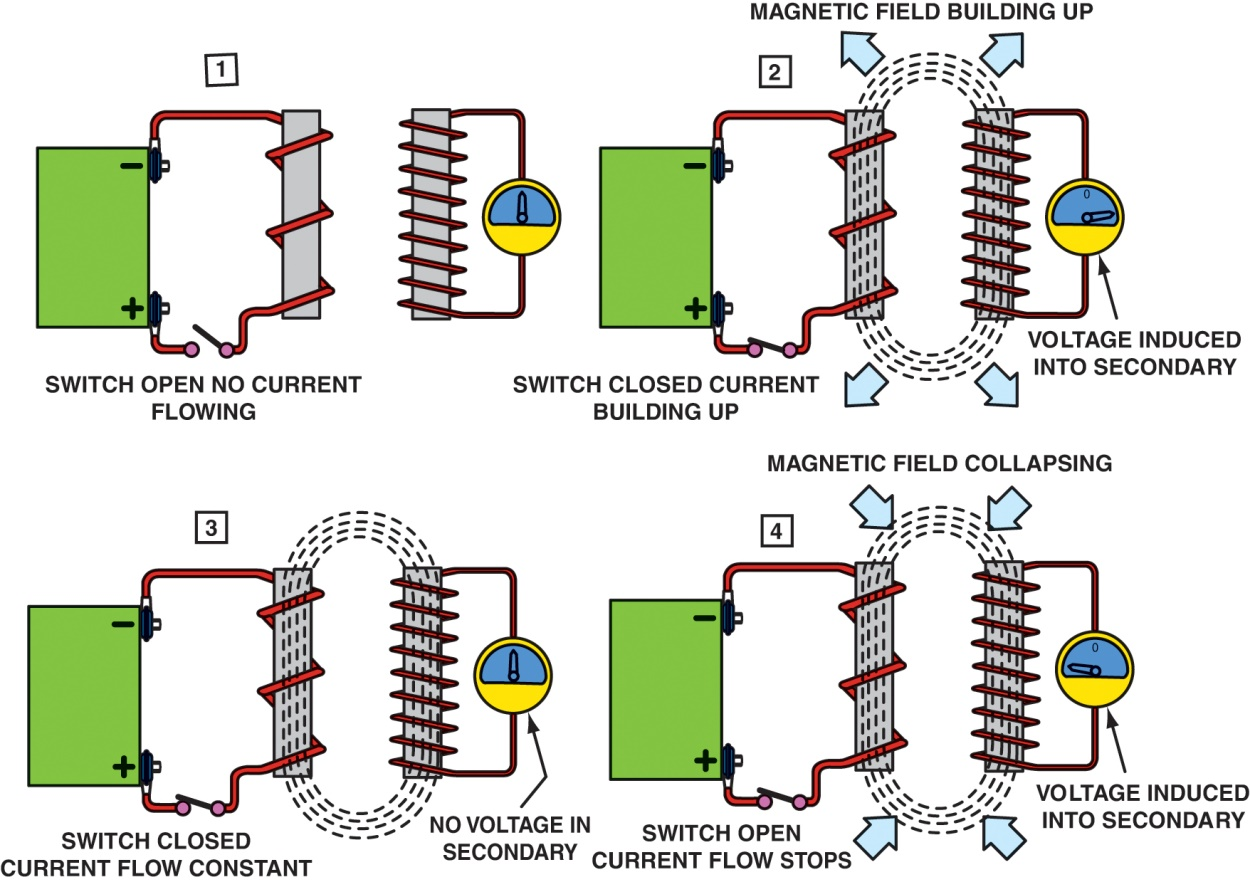 MAGNETIC FIELD BUILDING UP
1
2
−
+
−
+
0
SWITCH OPEN NO CURRENT
FLOWING
SWITCH CLOSED CURRENT
BUILDING UP
VOLTAGE INDUCED
INTO SECONDARY
MAGNETIC FIELD COLLAPSING
3
4
−
+
−
+
0
SWITCH CLOSED
CURRENT FLOW CONSTANT
NO VOLTAGE IN
SECONDARY
SWITCH OPEN
CURRENT FLOW STOPS
VOLTAGE INDUCED
INTO SECONDARY